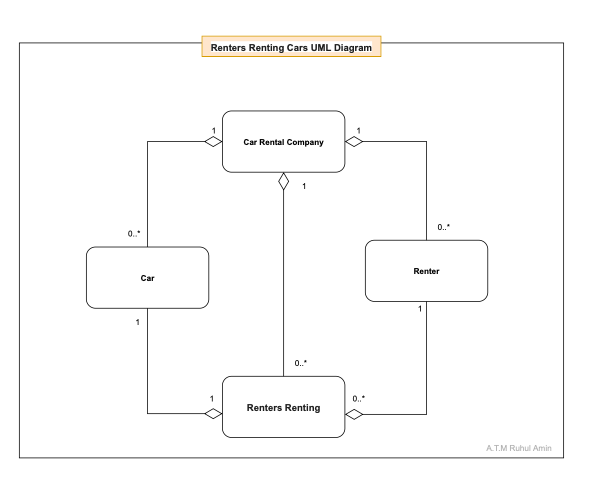 Renters Renting Cars UML Diagram
1
1
Car Rental Company
1
0..*
0..*
Car
Renter
1
1
0..*
1
0..*
Renters Renting
A.T.M Ruhul Amin